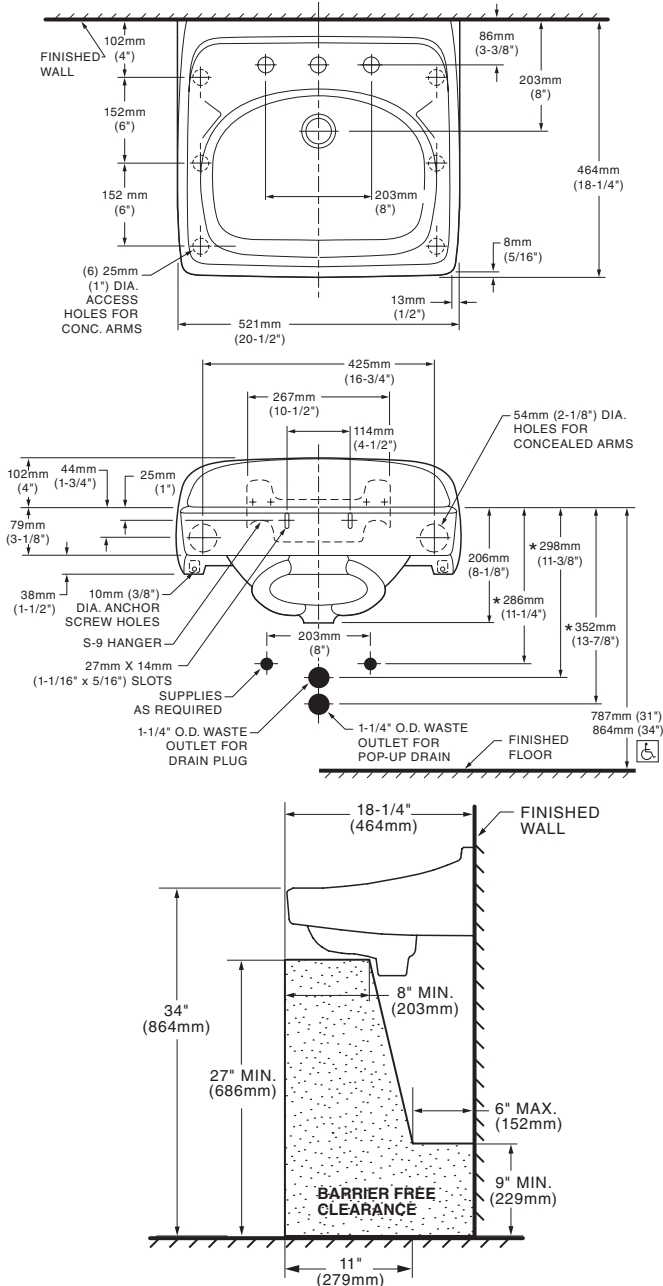 102mm
(4")
FINISHED
WALL
86mm
(3-3/8")
203mm
(8")
152mm
(6")
464mm
(18-1/4")
152 mm
(6")
203mm
(8")
8mm
(5/16")
(6) 25mm
(1") DIA.
ACCESS
HOLES FOR
CONC. ARMS
13mm
(1/2")
521mm
(20-1/2")
425mm
(16-3/4")
267mm
(10-1/2")
114mm
(4-1/2")
54mm (2-1/8") DIA.
HOLES FOR
CONCEALED ARMS
102mm
(4")
44mm
(1-3/4")
25mm
(1")
79mm
(3-1/8")
38mm
(1-1/2")
10mm (3/8")
DIA. ANCHOR
SCREW HOLES
206mm
(8-1/8")
*298mm
(11-3/8")
*286mm
(11-1/4")
*352mm
(13-7/8")
S-9 HANGER
203mm
(8")
27mm X 14mm
(1-1/16" x 5/16") SLOTS
SUPPLIES
AS REQUIRED
1-1/4" O.D. WASTE
OUTLET FOR
DRAIN PLUG
1-1/4" O.D. WASTE
OUTLET FOR
POP-UP DRAIN
FINISHED
FLOOR
787mm (31")
864mm (34")
18-1/4"
(464mm)
FINISHED
WALL
34"
(864mm)
8" MIN.
(203mm)
27" MIN.
(686mm)
6" MAX.
(152mm)
9" MIN.
(229mm)
BARRIER FREE
CLEARANCE
11"
(279mm)